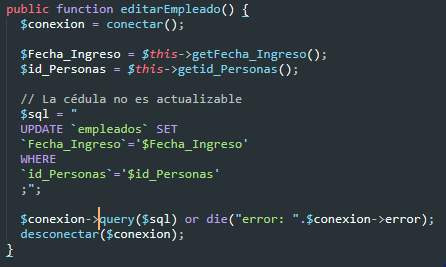 public function editarEmpleado() {
$conexion = conectar();
$Fecha_Ingreso = $this->getFecha_Ingreso();
$id_Personas = $this->getid_Personas();
// La cédula no es actualizable
$sql = "
UPDATE `empleados` SET
`Fecha_Ingreso`='$Fecha_Ingreso'
WHERE
`id_Personas`='$id_Personas'
;";
$conexion->query($sql) or die("error: ".$conexion->error);
desconectar($conexion);
}